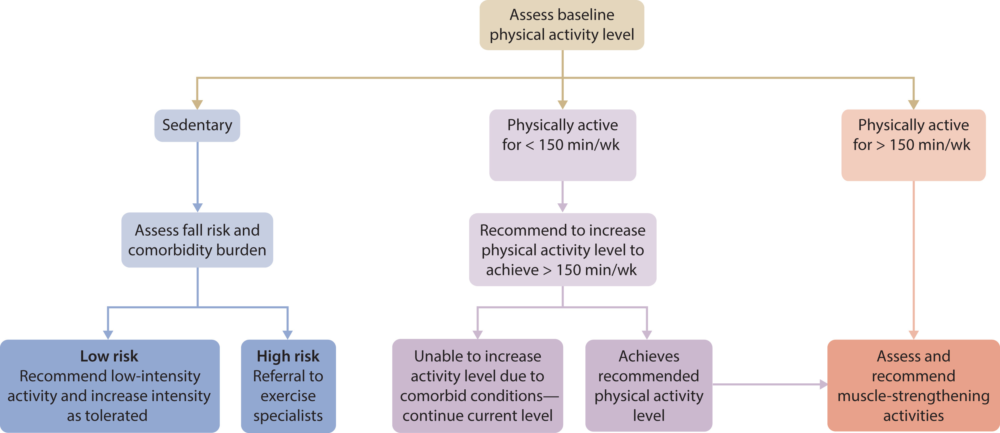 Assess baseline
physical activity level
Sedentary
Physically active
for < 150 min/wk
Physically active
for > 150 min/wk
Assess fall risk and
comorbidity burden
Recommend to increase
physical activity level to
achieve > 150 min/wk
Low risk
Recommend low-intensity
activity and increase intensity
as tolerated
High risk
Referral to
exercise
specialists
Unable to increase
activity level due to
comorbid conditions—
continue current level
Achieves
recommended
physical activity
level
Assess and
recommend
muscle-strengthening
activities